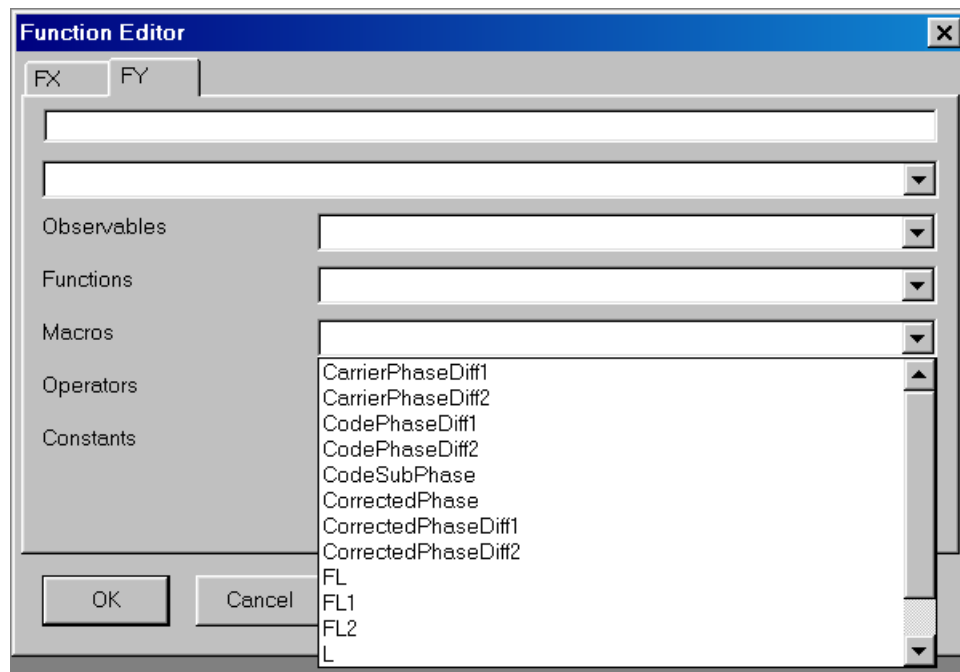 Function Editor
FX FY
Observables
Functions
Macros
CarrierPhaseDiff1
CarrierPhaseDiff2
CodePhaseDiff1
CodePhaseDiff2
CodeSubPhase
CorrectedPhase
CorrectedPhaseDiff1
CorrectedPhaseDiff2
FL
FL1
FL2
L
Operators
Constants
OK Cancel